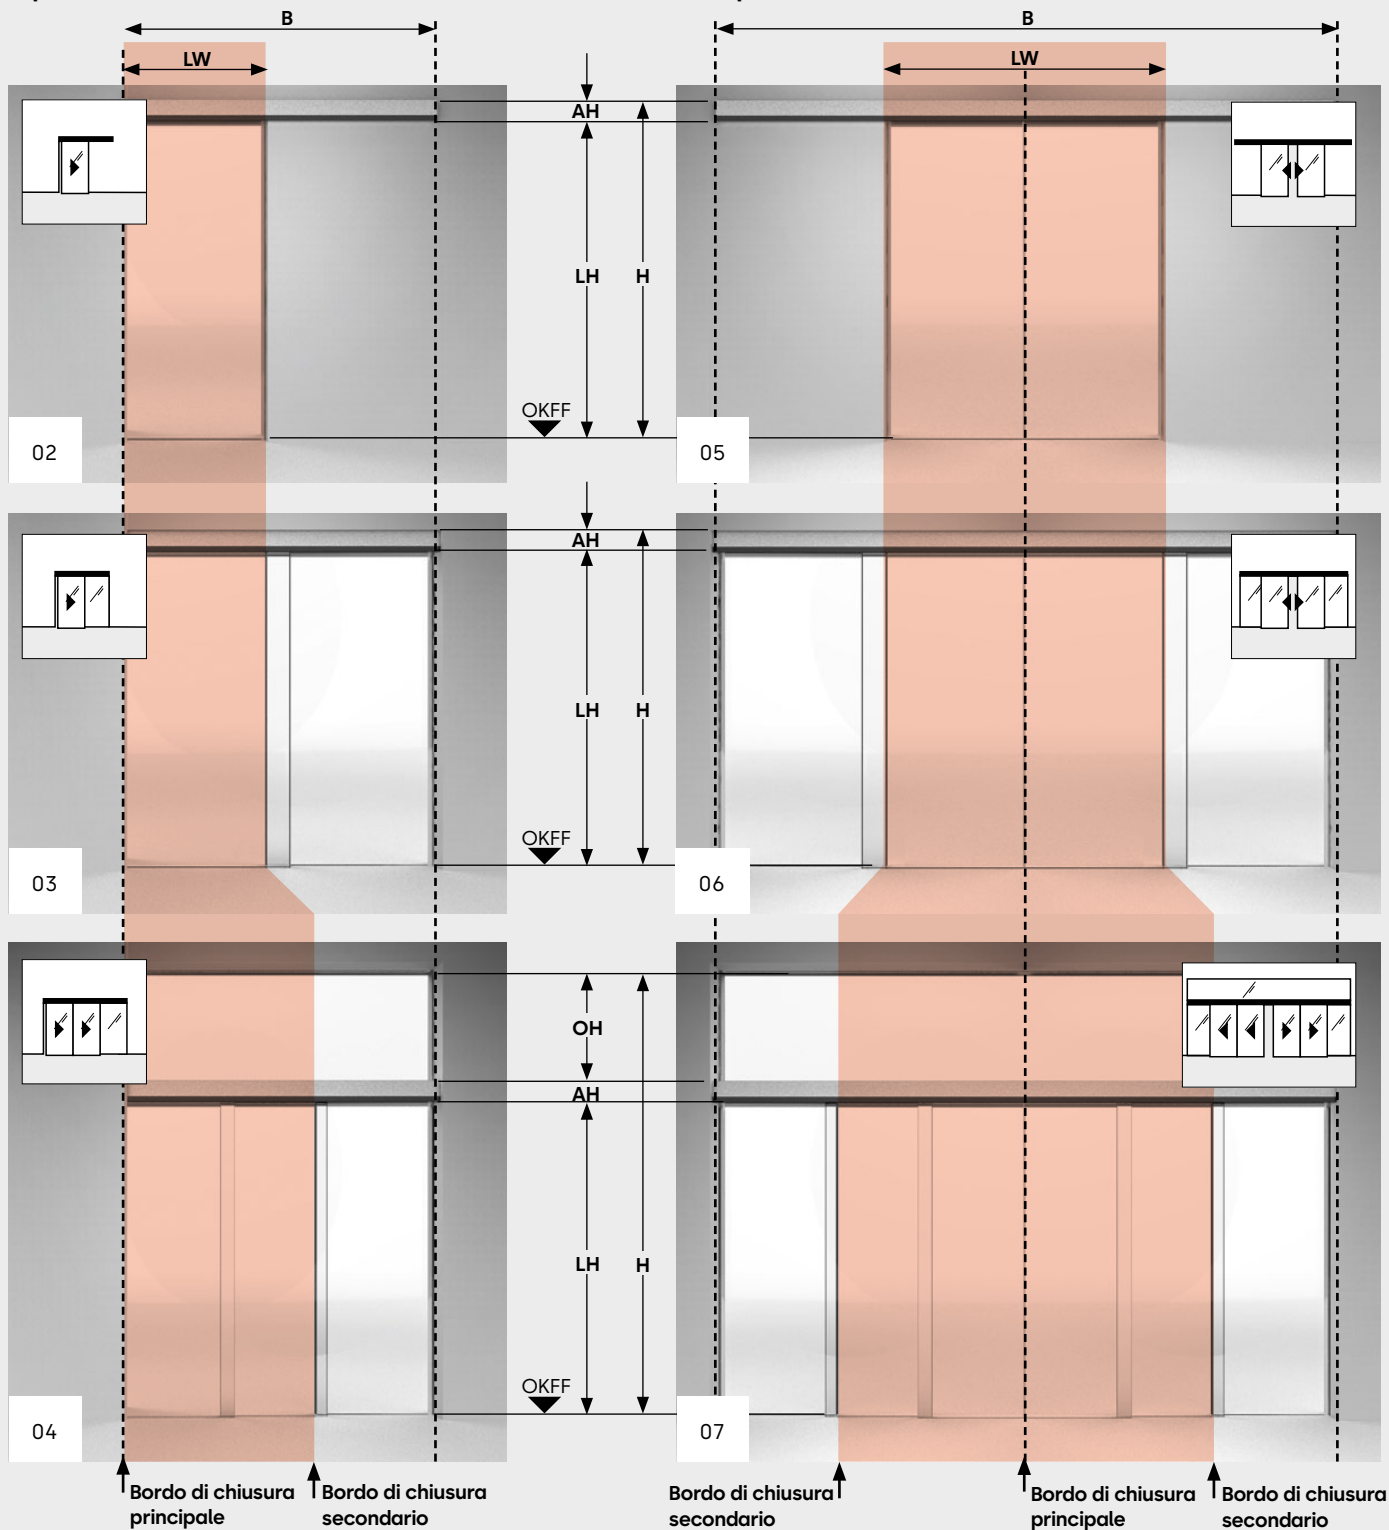 B
B
LW
LW
AH
LH
H
OKFF
02
05
AH
LH
H
OKFF
03
06
OH
AH
LH
H
OKFF
04
07
Bordo di chiusura
principale
Bordo di chiusura
secondario
Bordo di chiusura
secondario
Bordo di chiusura
principale
Bordo di chiusura
secondario